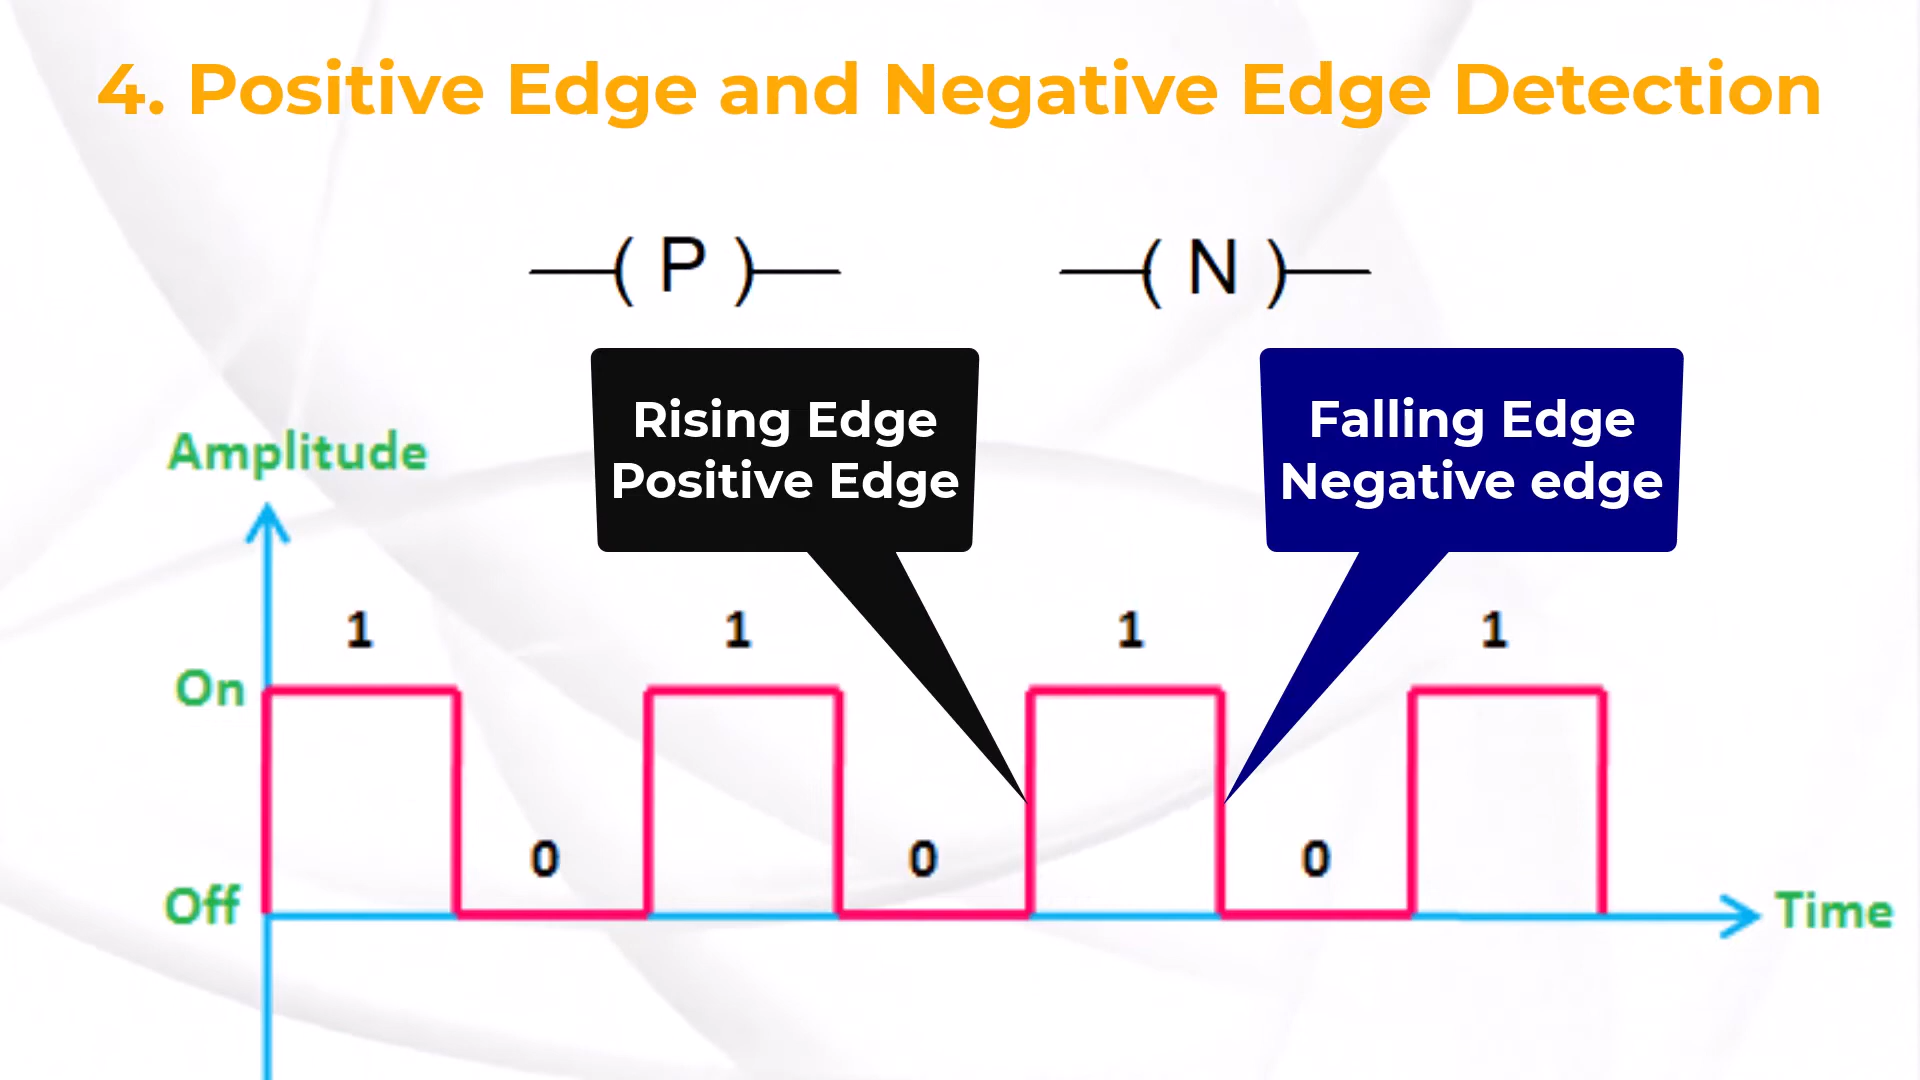 4. Positive Edge and Negative Edge Detection
( P )
( N )
Rising Edge
Positive Edge
Falling Edge
Negative edge
Amplitude
1 1 1 1
On
0 0 0
Off
Time